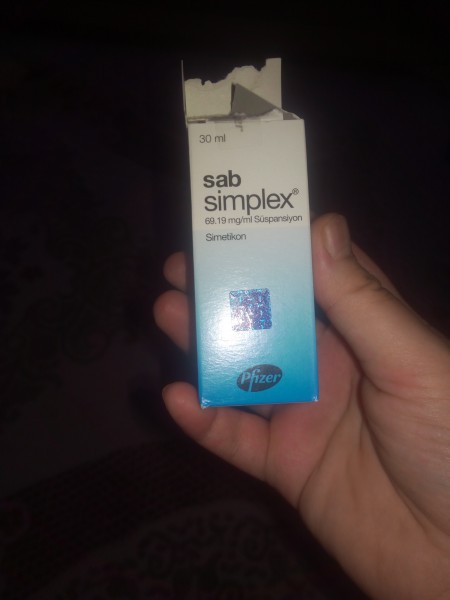 30 ml
sab
simplex®
69.19 mg/ml Süspansiyon
Simetikon
Pfizer